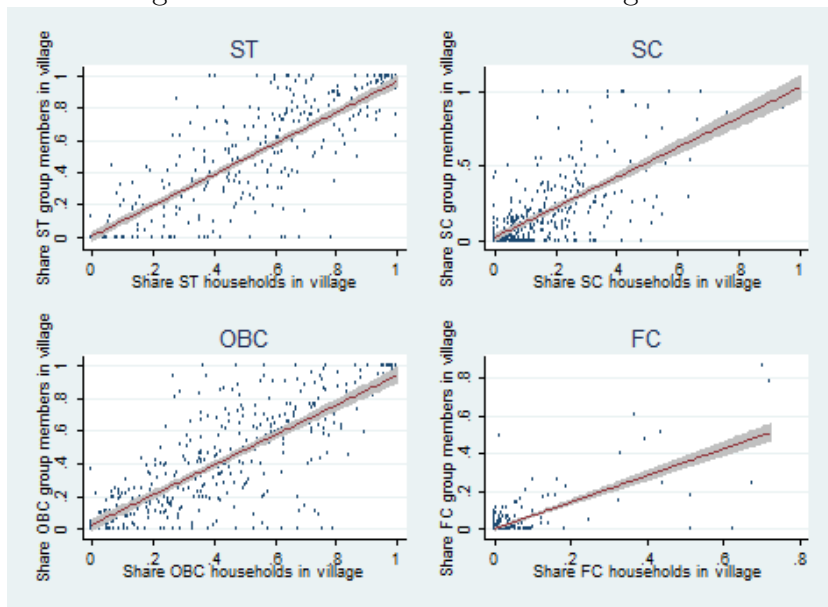 ST
Share ST group members in village
1
.8
.6
.4
.2
0
0 .2 .4 .6 .8 1
Share ST households in village
SC
Share SC group members in village
1
.5
0
0 .2 .4 .6 .8 1
Share SC households in village
OBC
Share OBC group members in village
1
.8
.6
.4
.2
0
0 .2 .4 .6 .8 1
Share OBC households in village
FC
Share FC group members in village
.8
.6
.4
.2
0
0 .2 .4 .6 .8
Share FC households in village